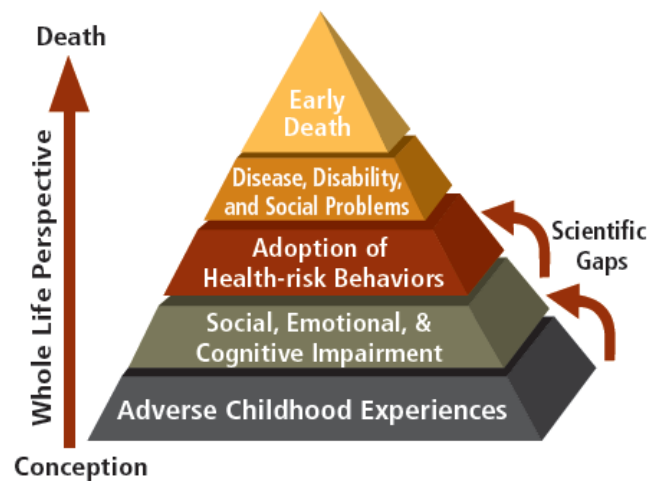 Death
Whole Life Perspective
Conception
Early
Death
Disease, Disability,
and Social Problems
Adoption of
Health-risk Behaviors
Social, Emotional, &
Cognitive Impairment
Adverse Childhood Experiences
Scientific
Gaps